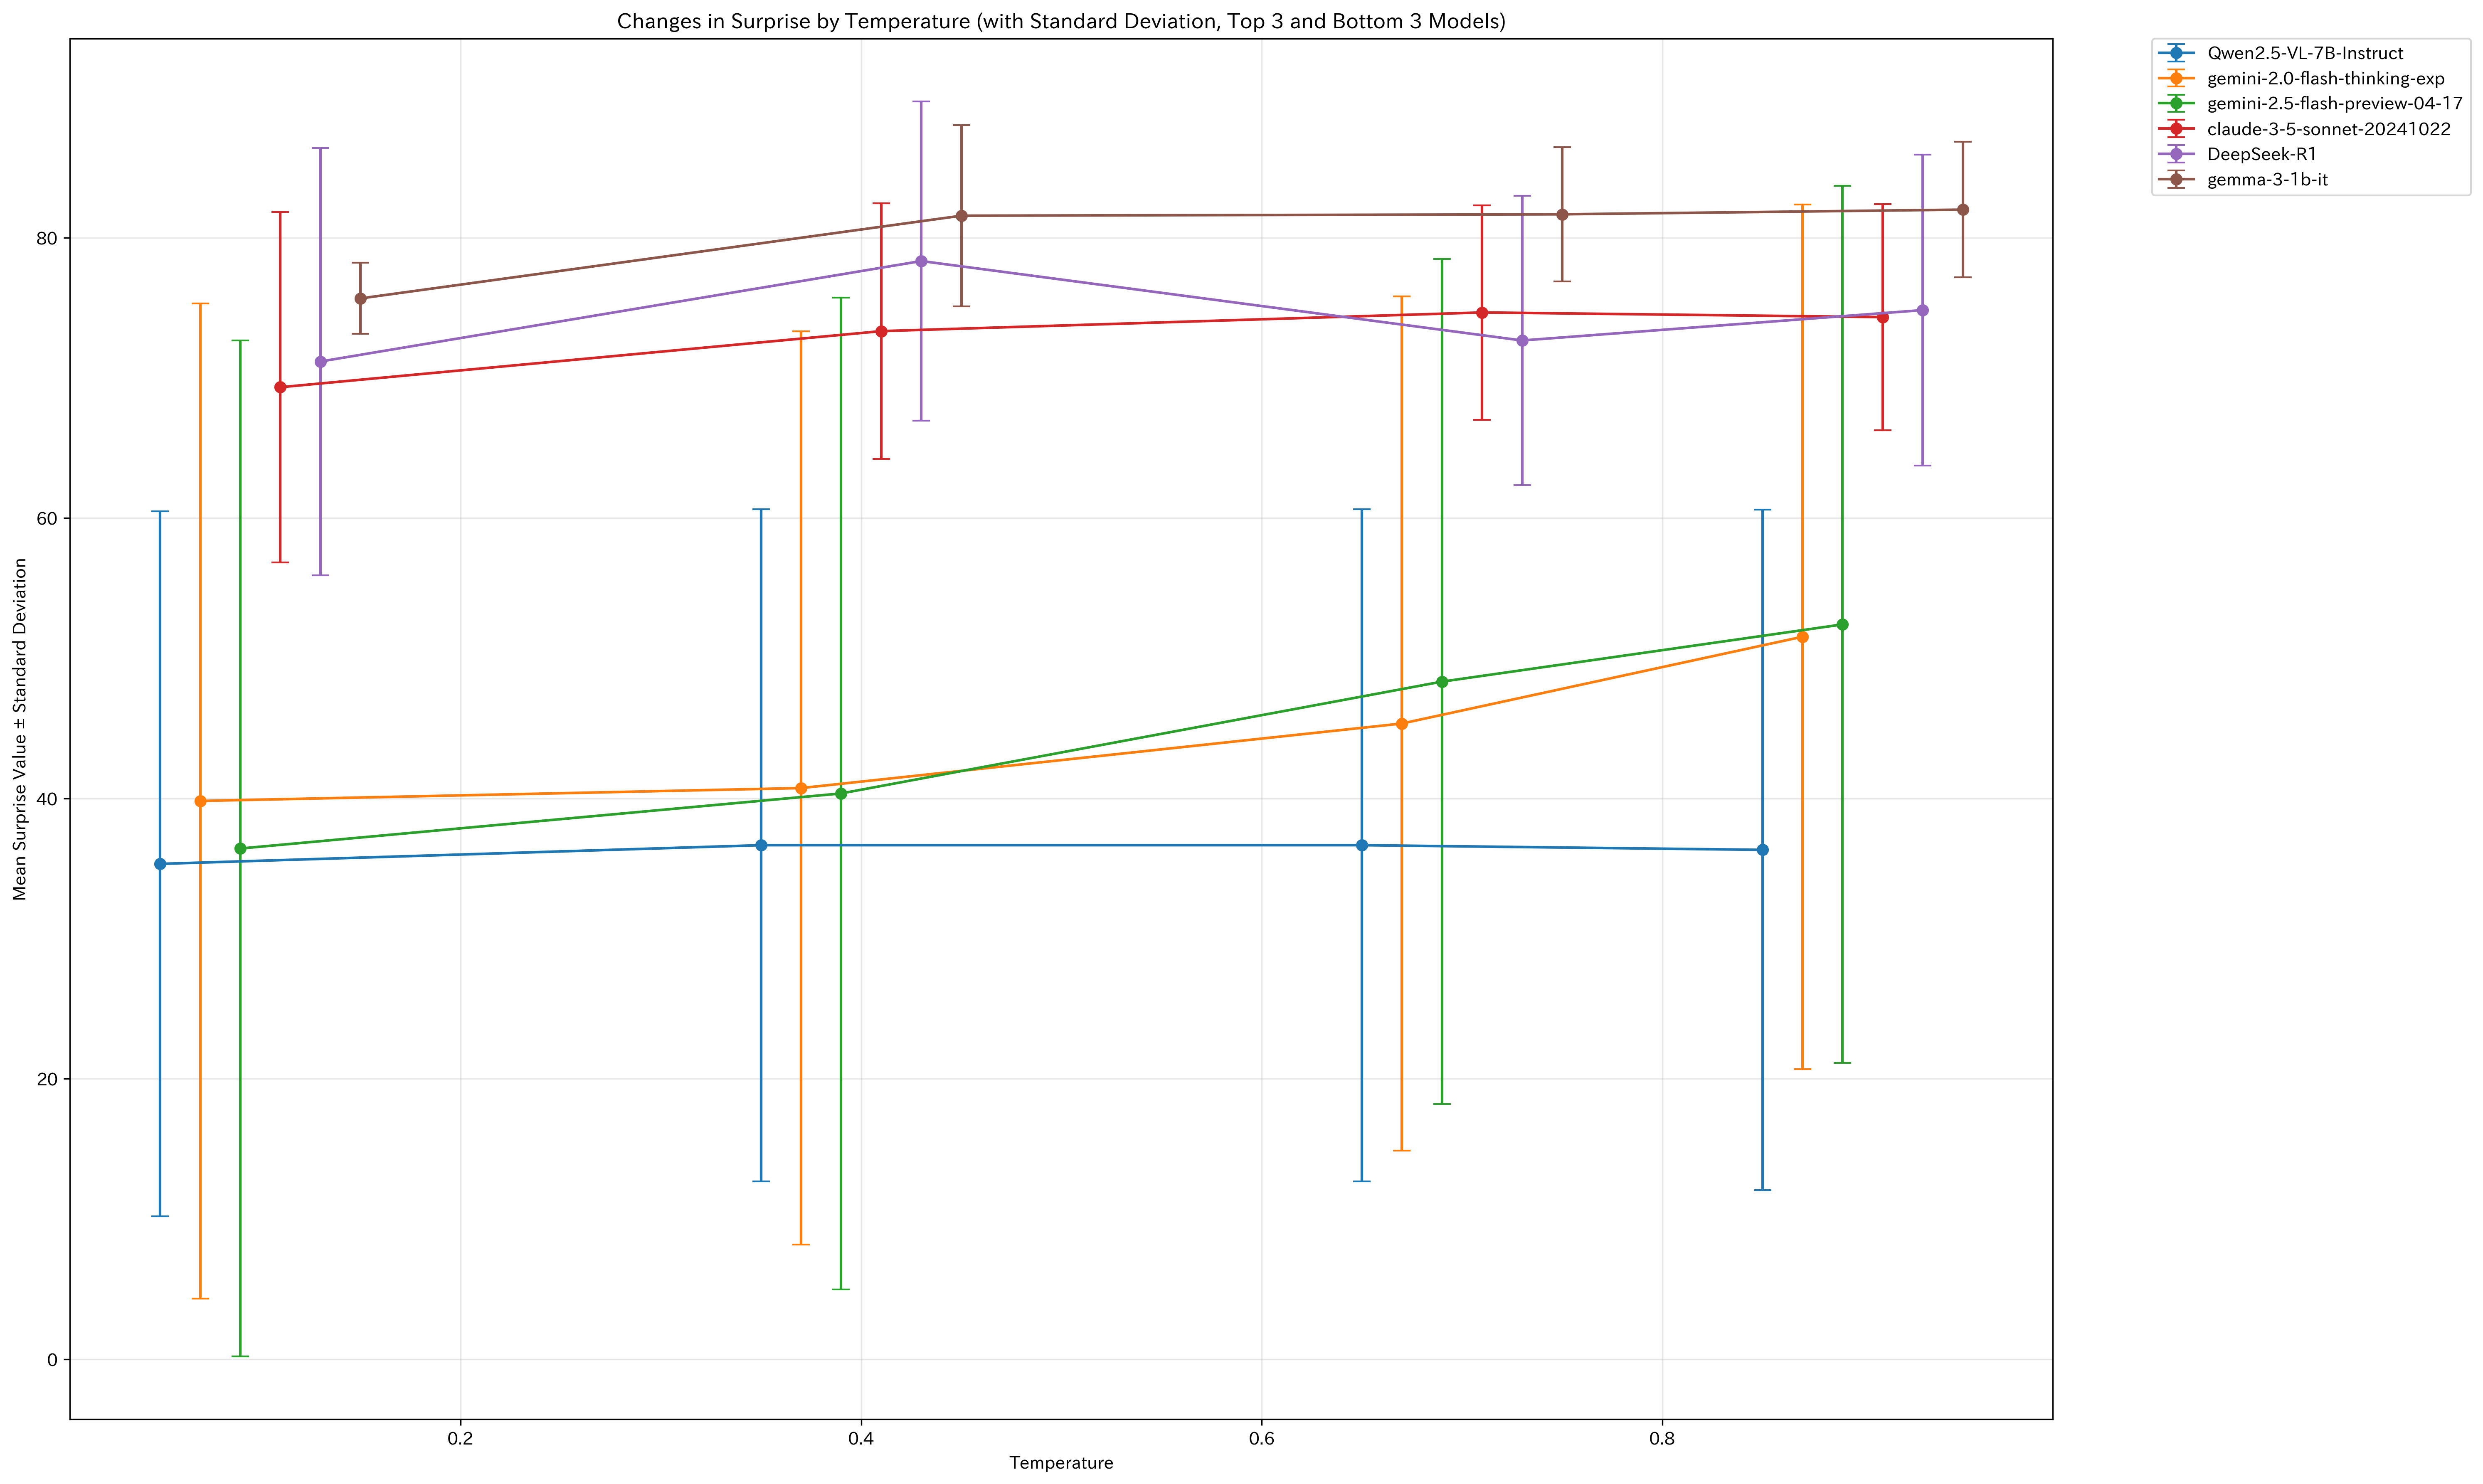 Changes in Surprise by Temperature (with Standard Deviation, Top 3 and Bottom 3 Models)
Qwen2.5-VL-7B-Instruct
gemini-2.0-flash-thinking-exp
gemini-2.5-flash-preview-04-17
claude-3-5-sonnet-20241022
DeepSeek-R1
gemma-3-1b-it
Mean Surprise Value ± Standard Deviation
80
60
40
20
0
0.2
0.4
0.6
0.8
Temperature